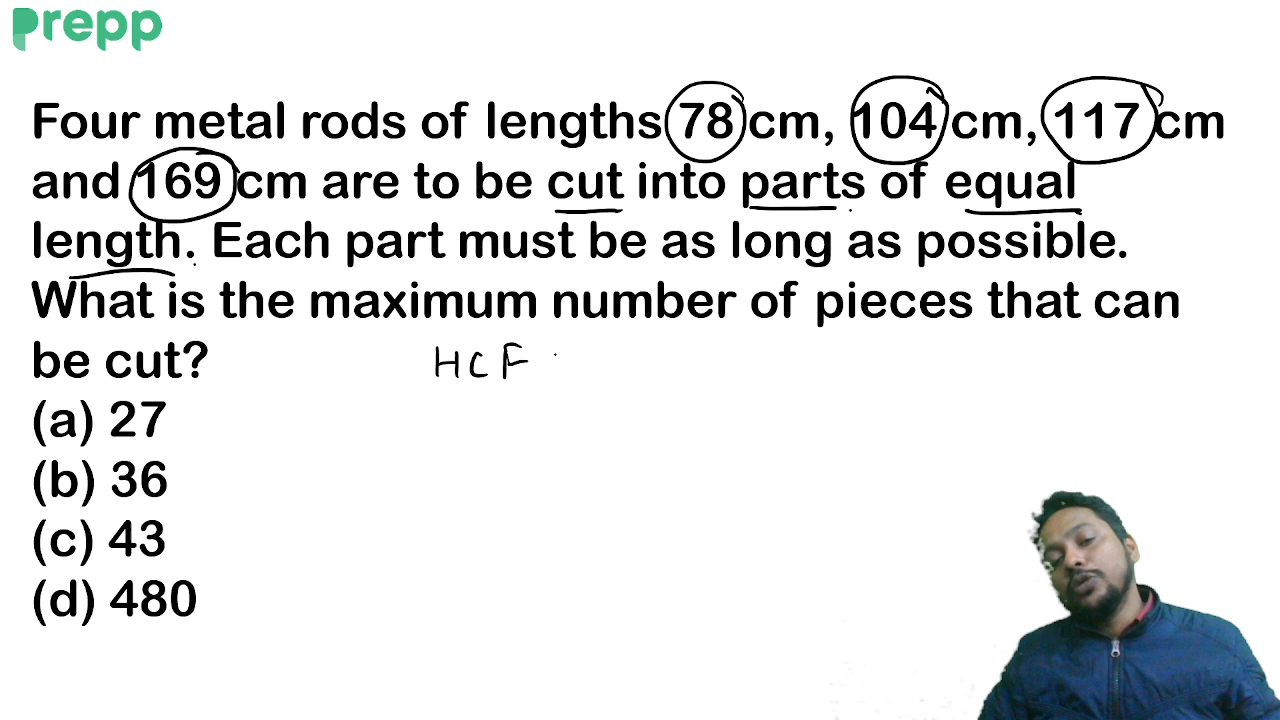 prepp
Four metal rods of lengths 78 cm, 104 cm, 117 cm
and 169 cm are to be cut into parts of equal
length. Each part must be as long as possible.
What is the maximum number of pieces that can
be cut?
HCF
(a) 27
(b) 36
(c) 43
(d) 480